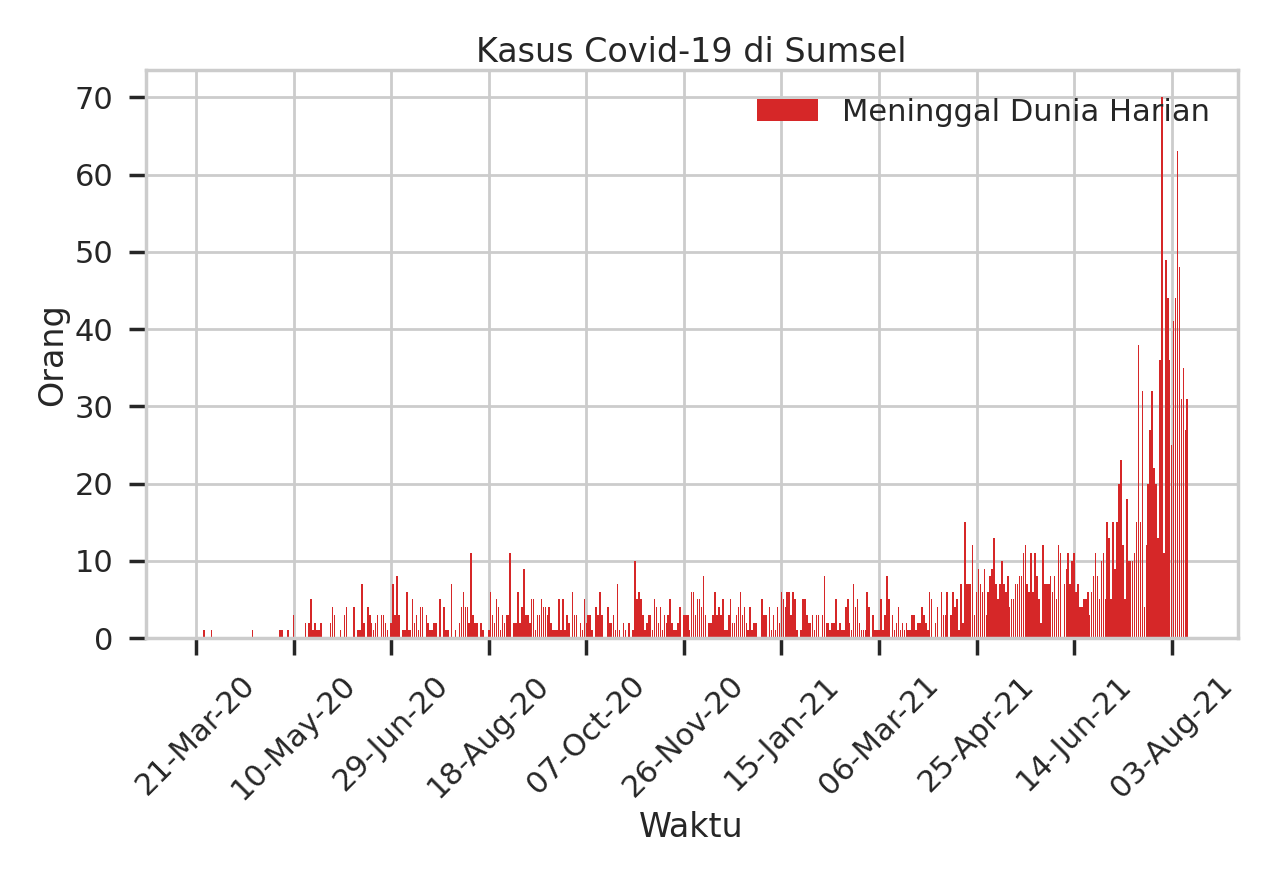 Kasus Covid-19 di Sumsel
Meninggal Dunia Harian
Orang
70
60
50
40
30
20
10
0
21-Mar-20
10-May-20
29-Jun-20
18-Aug-20
07-Oct-20
26-Nov-20
15-Jan-21
06-Mar-21
25-Apr-21
14-Jun-21
03-Aug-21
Waktu